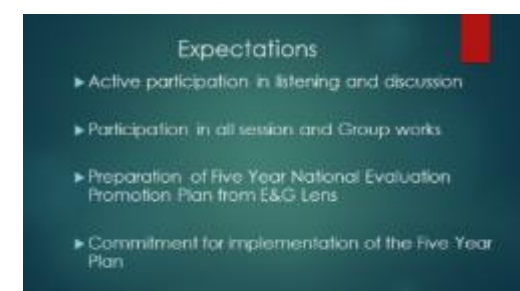 Expectations
Active participation in listening and discussion
Participation in all session and Group works
Preparation of Five Year National Evaluation
Promotion Plan from E&G Lens
Commitment for implementation of the Five Year
Plan